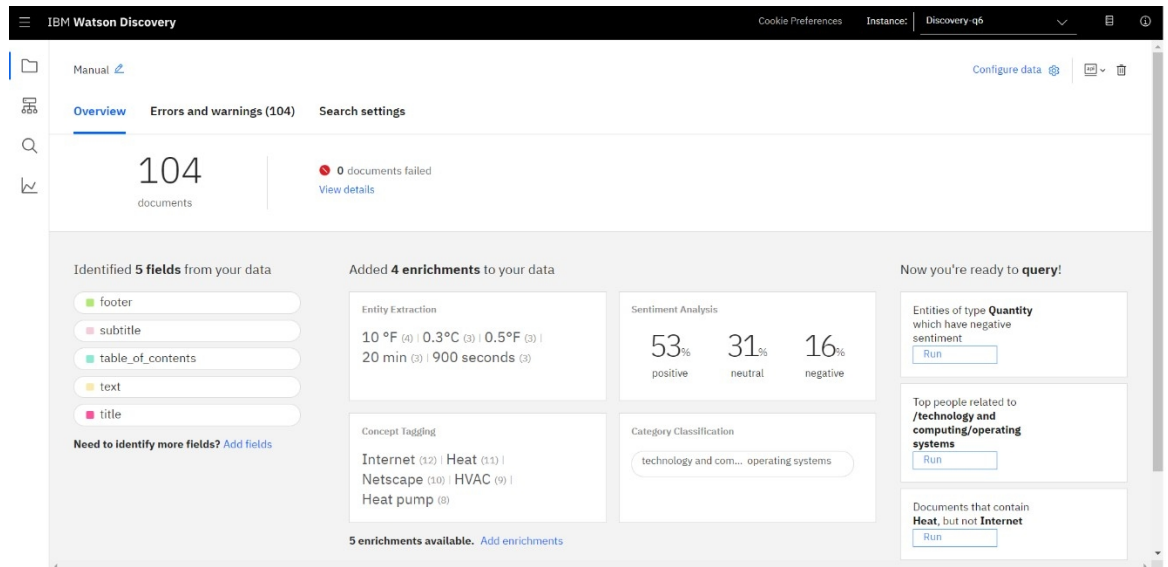 IBM Watson Discovery
Cookie Preferences
Instance:
Discovery-q6
Manual
Configure data
Overview
Errors and warnings (104)
Search settings
104
documents
0 documents failed
View details
Identified 5 fields from your data
footer
subtitle
table_of_contents
text
title
Need to identify more fields? Add fields
Added 4 enrichments to your data
Entity Extraction
10 °F (4) | 0.3°C (3) | 0.5°F (3) |
20 min (3) | 900 seconds (3)
Sentiment Analysis
53% 31% 16%
positive neutral negative
Concept Tagging
Internet (12) | Heat (11) |
Netscape (10) | HVAC (9) |
Heat pump (8)
Category Classification
technology and com... operating systems
5 enrichments available. Add enrichments
Now you're ready to query!
Entities of type Quantity
which have negative
sentiment
Run
Top people related to
/technology and
computing/operating
systems
Run
Documents that contain
Heat, but not Internet
Run